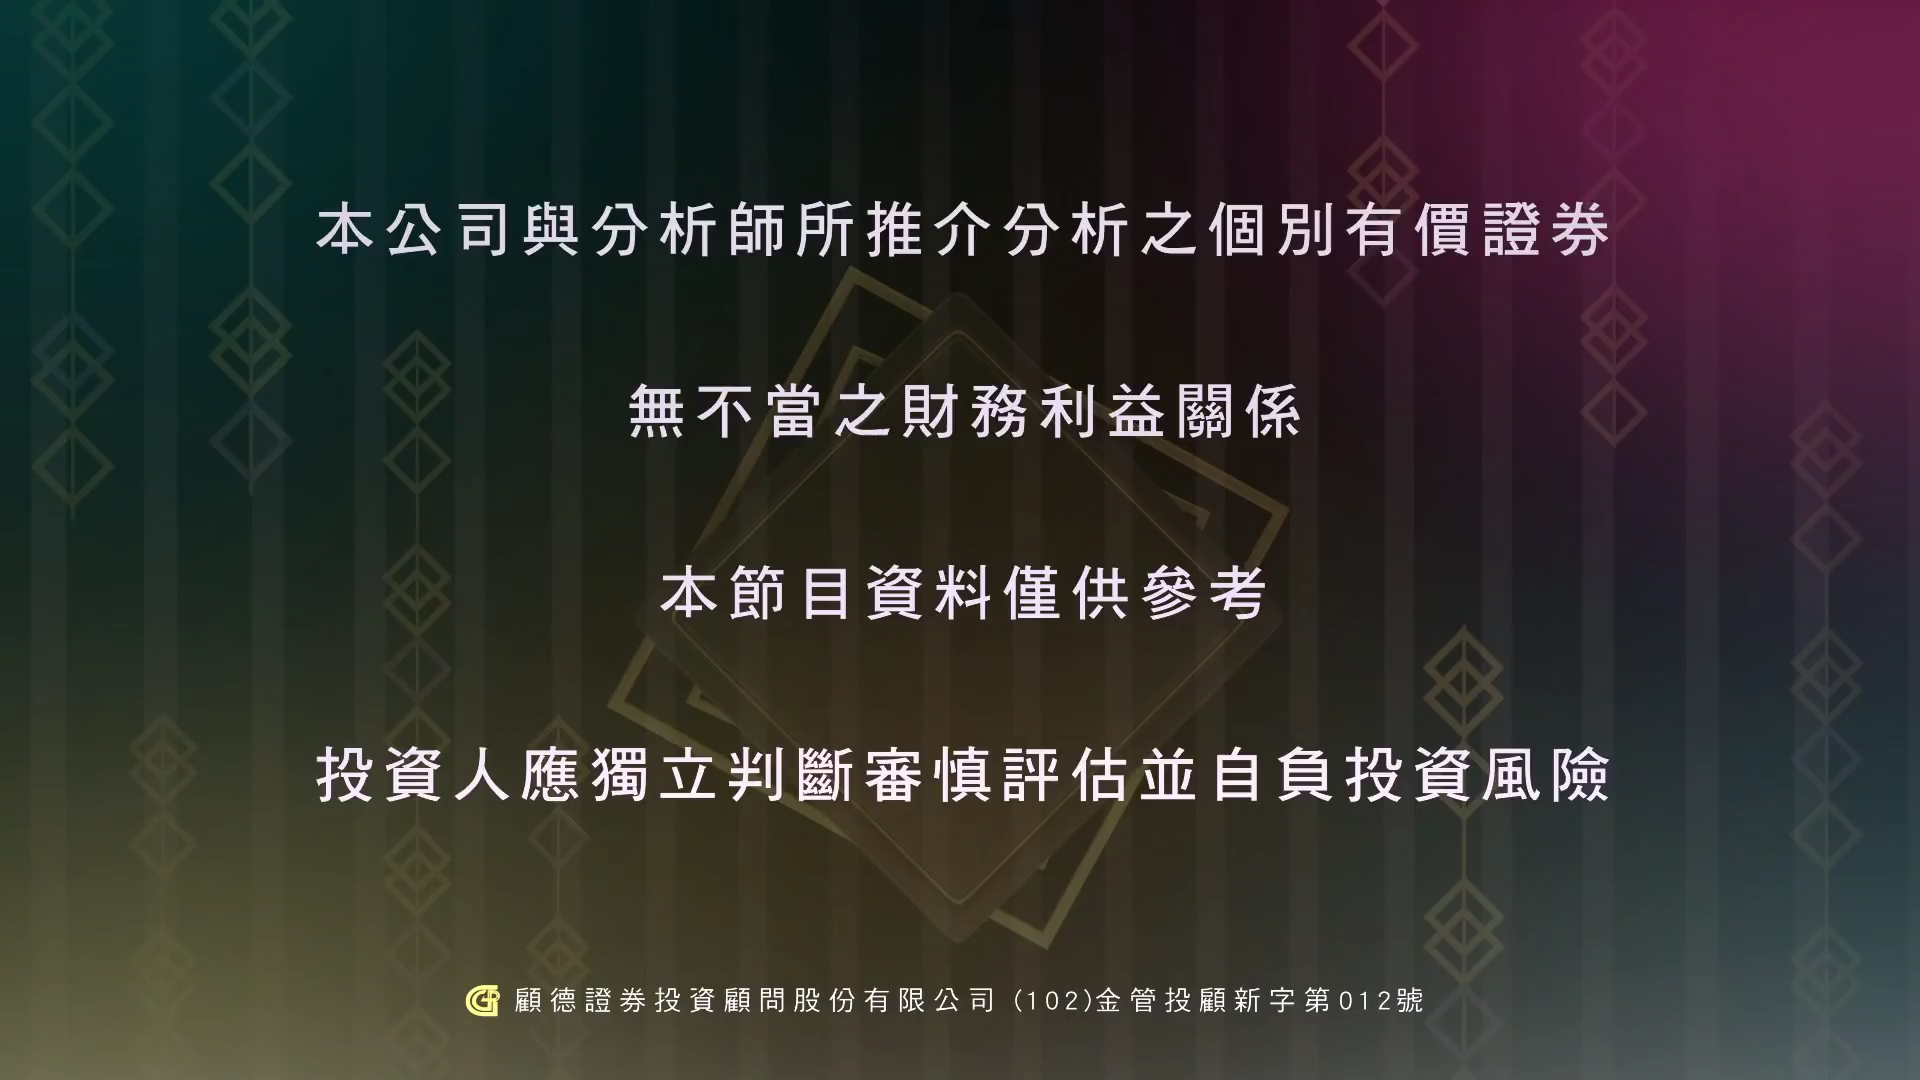 本公司與分析師所推介分析之個別有價證券
無不當之財務利益關係
本節目資料僅供參考
投資人應獨立判斷審慎評估並自負投資風險
顧德證券投資顧問股份有限公司 (102)金管投顧新字第012號